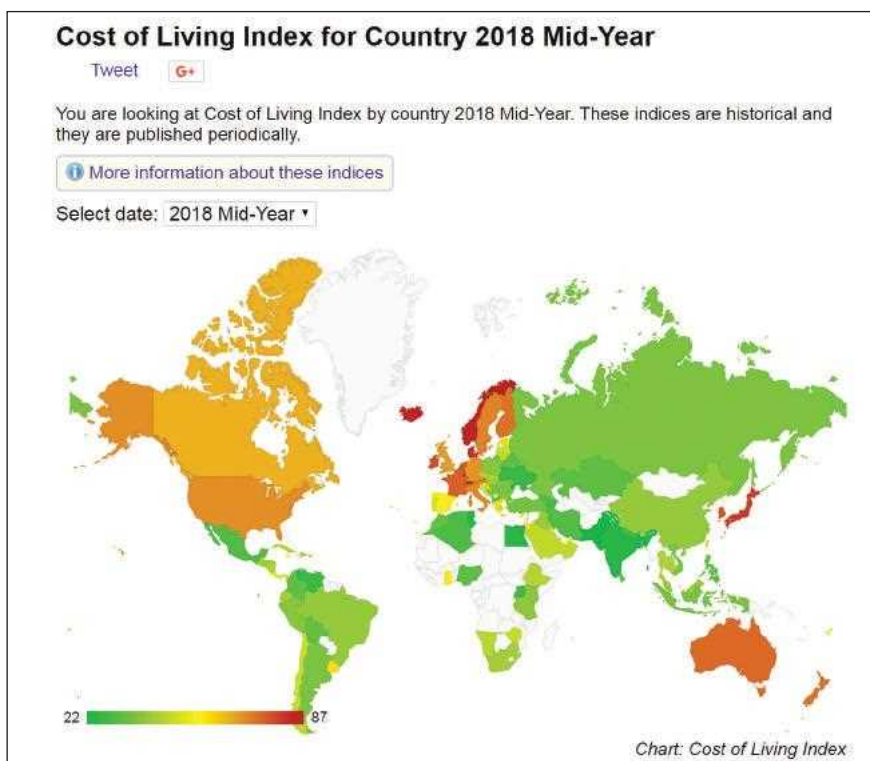 Cost of Living Index for Country 2018 Mid-Year
Tweet G+
You are looking at Cost of Living Index by country 2018 Mid-Year. These indices are historical and
they are published periodically.
More information about these indices
Select date: 2018 Mid-Year
22 87
Chart: Cost of Living Index